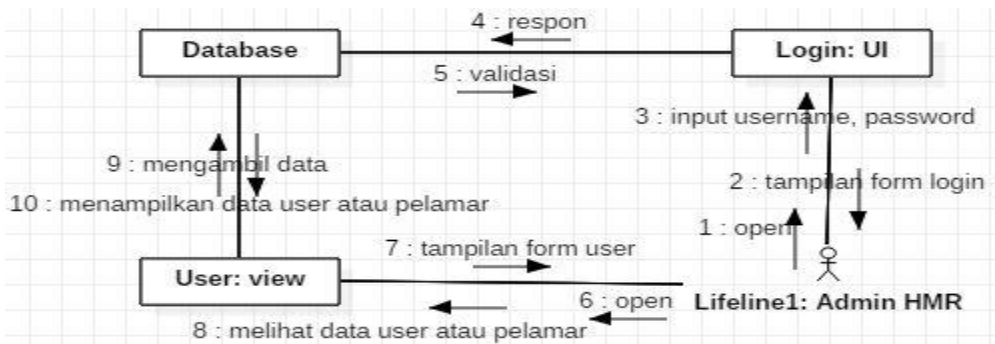 4 : respon
Database
Login: UI
5 : validasi
3 : input username, password
9 : mengambil data
2 : tampilan form login
10 : menampilkan data user atau pelamar
1 : open
7 : tampilan form user
User: view
6 : open
Lifeline1: Admin HMR
8 : melihat data user atau pelamar